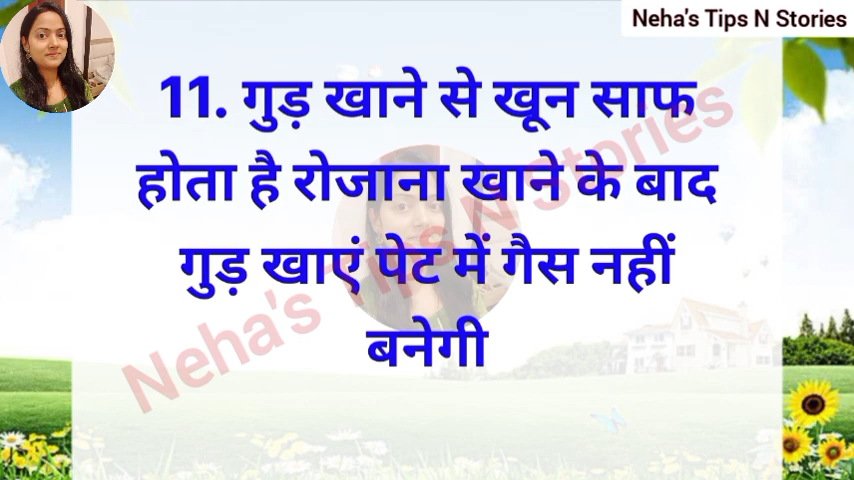 Neha's Tips N Stories
11. गुड़ खाने से खून साफ
होता है रोजाना खाने के बाद
गुड़ खाएं पेट में गैस नहीं
बनेगी
Neha's Tips N Stories